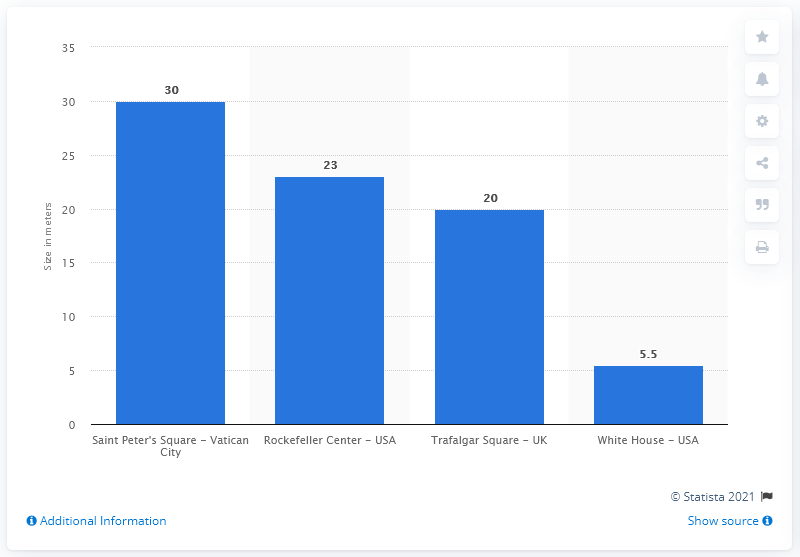 35
30
25
20
15
10
5
0
Size in meters
30
23
20
5.5
Saint Peter's Square – Vatican
City
Rockefeller Center – USA
Trafalgar Square – UK
White House – USA
© Statista 2021
Additional Information
Show source